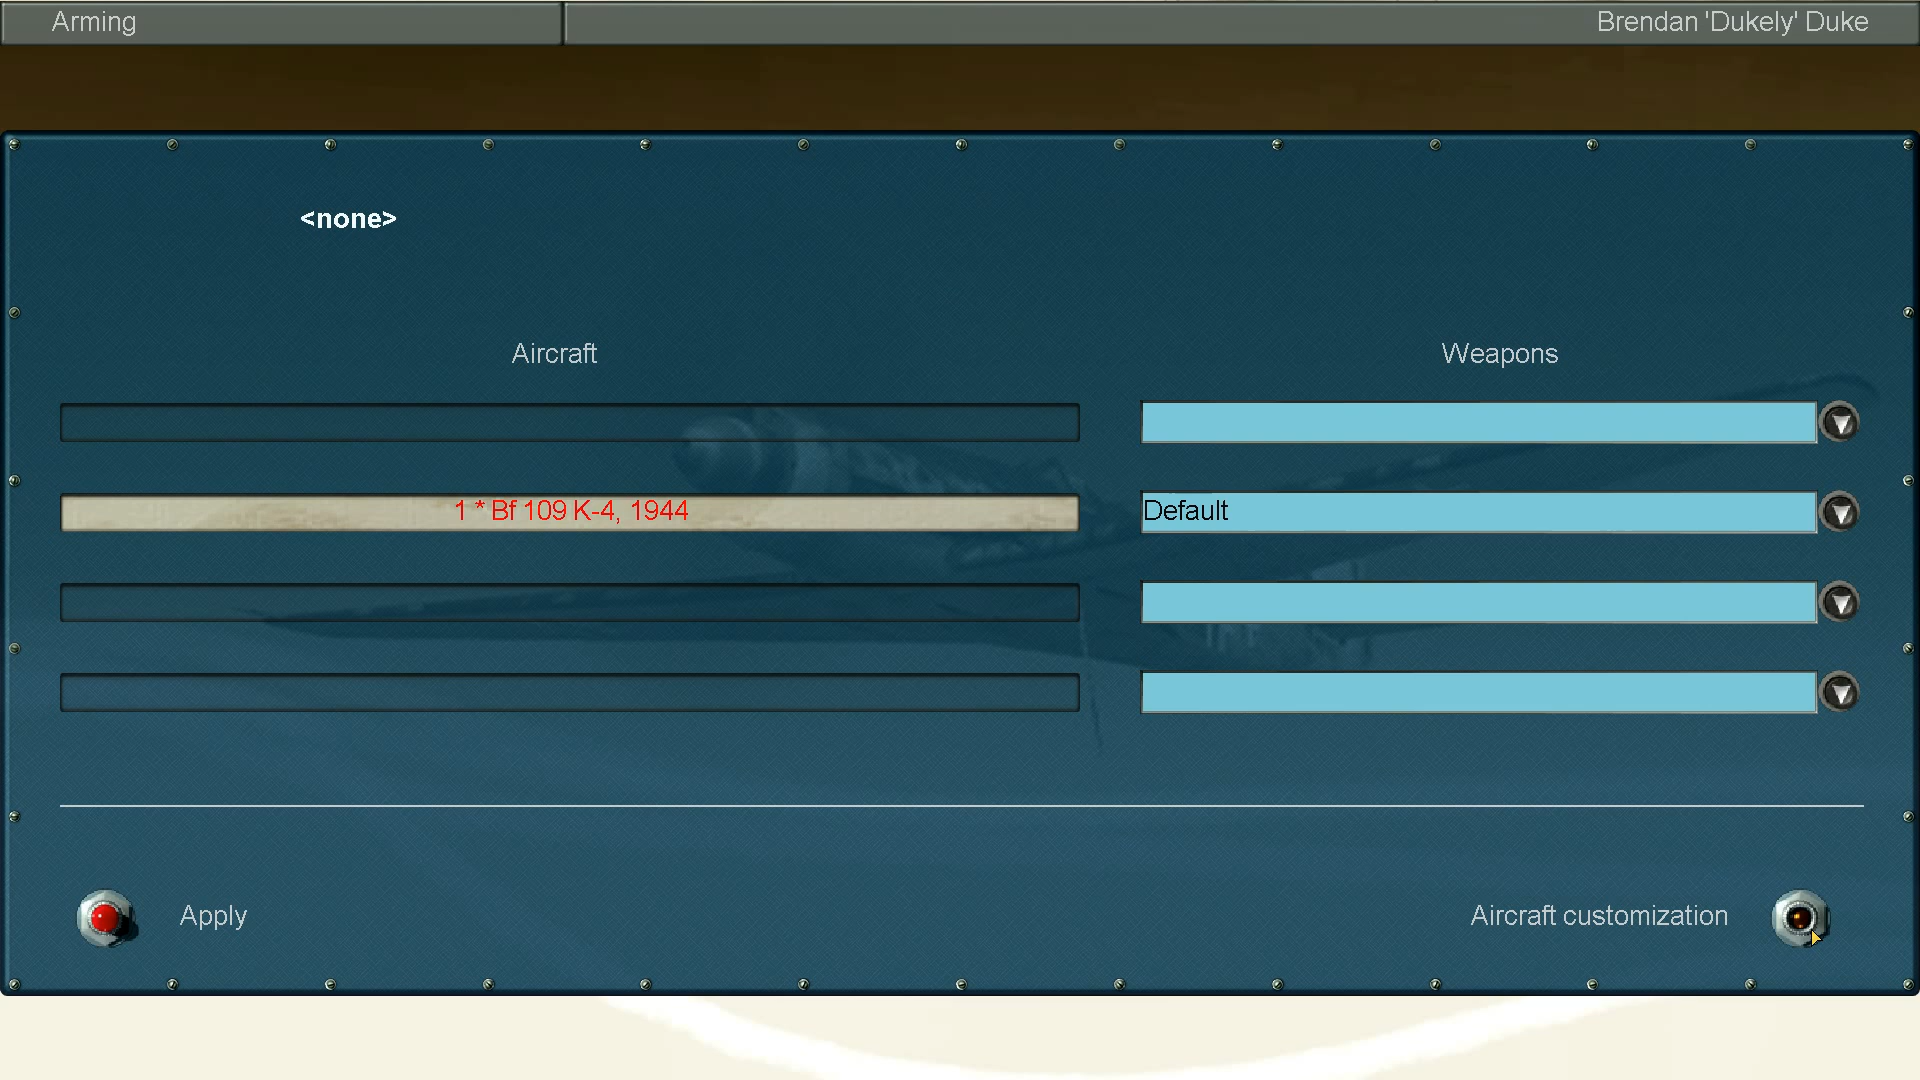 Arming
Brendan 'Dukely' Duke
<none>
Aircraft
Weapons
1 * Bf 109 K-4, 1944
Default
Apply
Aircraft customization